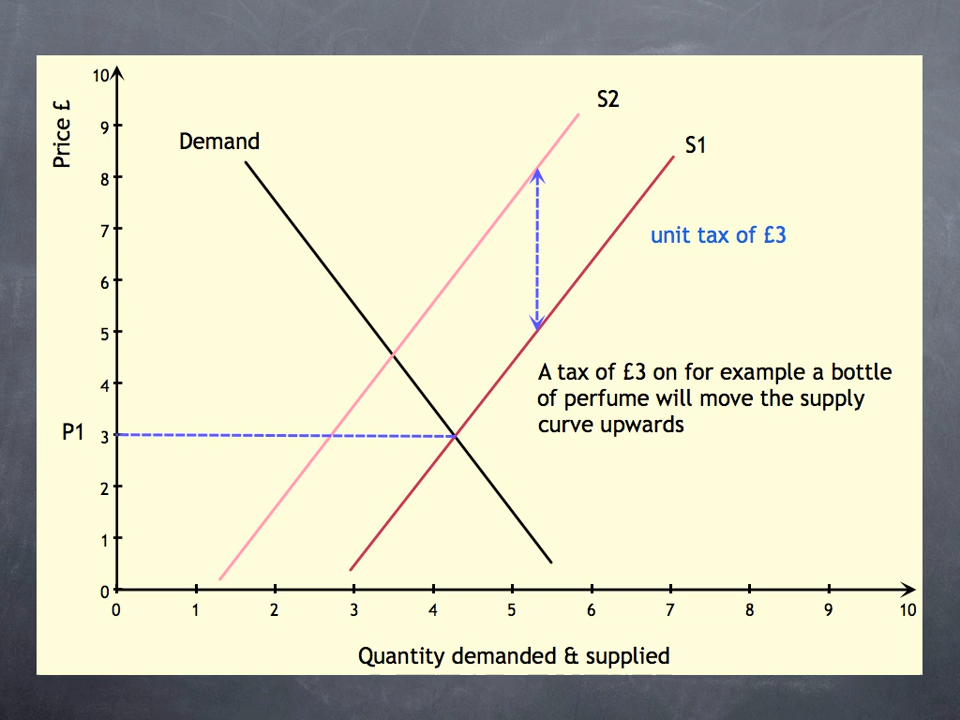 Price £
10
9
8
7
6
5
4
3
2
1
0
P1
Demand
S2
S1
unit tax of £3
A tax of £3 on for example a bottle
of perfume will move the supply
curve upwards
0 1 2 3 4 5 6 7 8 9 10
Quantity demanded & supplied